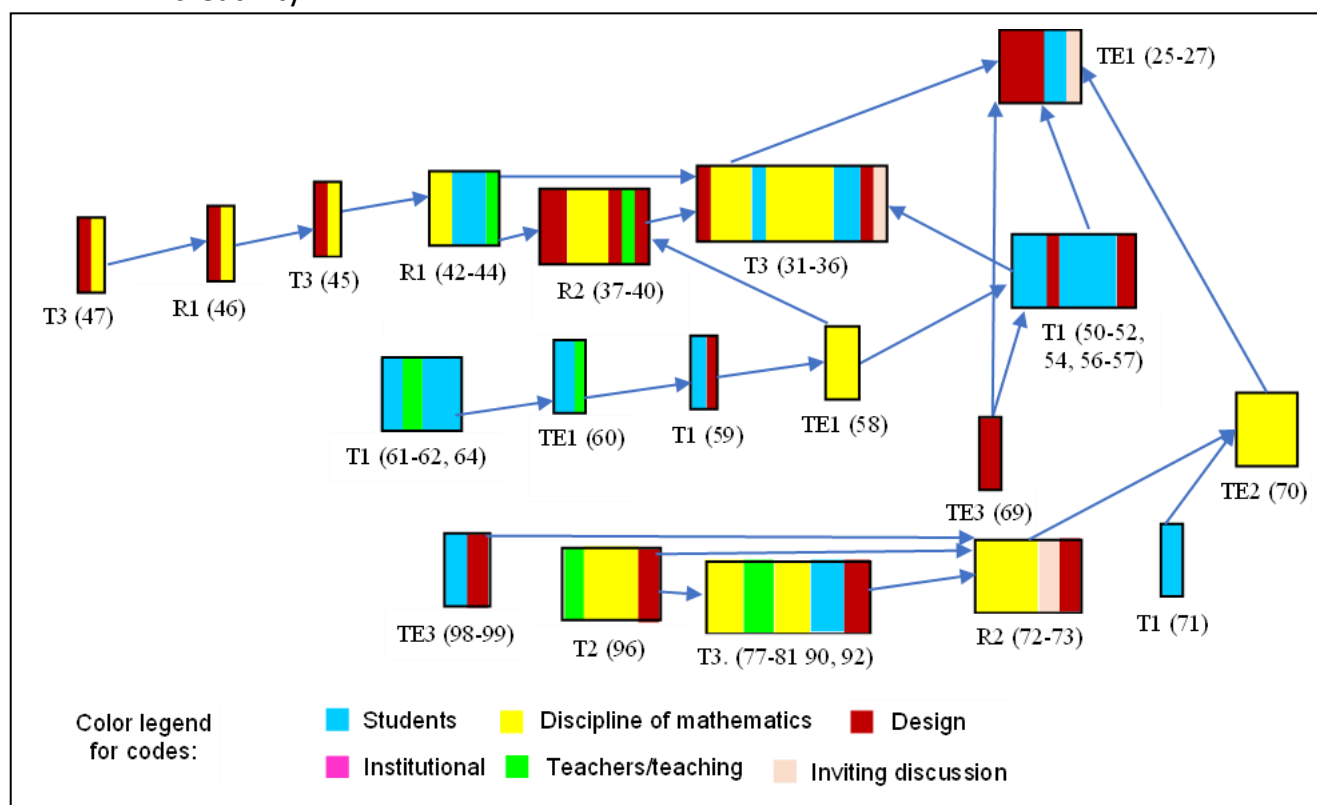 TE1 (25-27)
T3 (47)
R1 (46)
T3 (45)
R1 (42-44)
R2 (37-40)
T3 (31-36)
T1 (50-52,
54, 56-57)
T1 (61-62, 64)
TE1 (60)
T1 (59)
TE1 (58)
TE3 (69)
TE2 (70)
TE3 (98-99)
T2 (96)
T3. (77-81 90, 92)
R2 (72-73)
T1 (71)
Color legend
for codes:
Students
Discipline of mathematics
Design
Institutional
Teachers/teaching
Inviting discussion